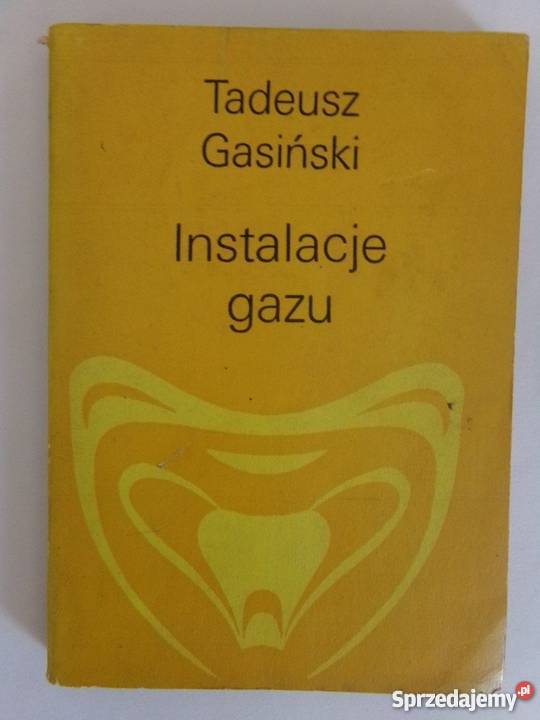 Tadeusz
Gasiński
Instalacje
gazu
Sprzedajemy.pl